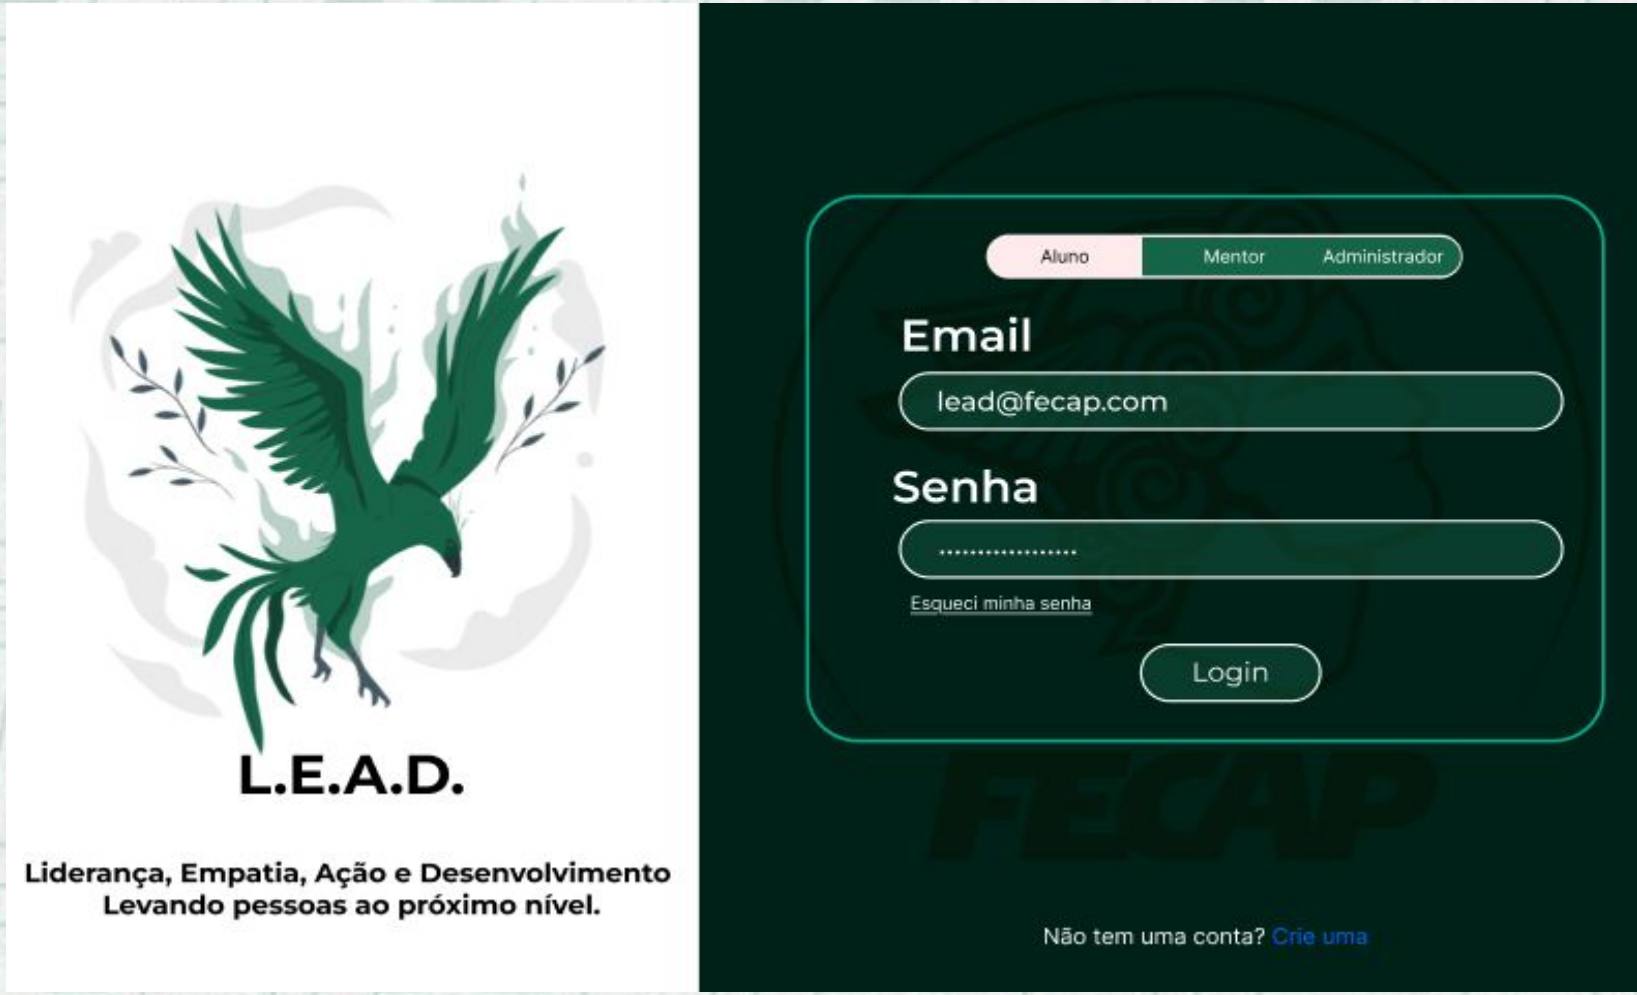 L.E.A.D.
Liderança, Empatia, Ação e Desenvolvimento
Levando pessoas ao próximo nível.
Aluno Mentor Administrador
Email
lead@fecap.com
Senha
..................
Esqueci minha senha
Login
FECAP
Não tem uma conta? Crie uma